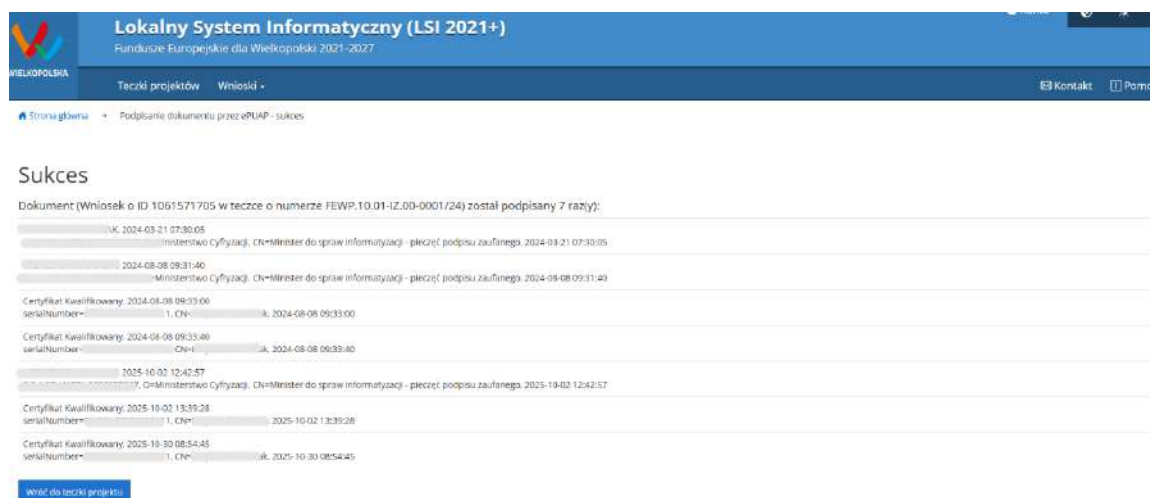 Lokalny System Informatyczny (LSI 2021+)
Fundusze Europejskie dla Wielkopolski 2021-2027
WIELKOPOLSKA
Teczki projektów Wnioski
Kontakt
Strona główna Podpisanie dokumentu przez ePUAP - sukces
Sukces
Dokument (Wniosek o ID 1061571705 w teczce o numerze FEWP.10.01-IZ.00-0001/24) został podpisany 7 raz(y):
2024-03-21 07:30:05
Cyfryzacji, CN=Minister do spraw informatyzacji - pieczęć podpisu zaufanego, 2024-03-21 07:30:05
2024-08-08 09:31:40
=Ministerstwo Cyfryzacji, CN=Minister do spraw informatyzacji - pieczęć podpisu zaufanego, 2024-08-08 09:31:40
Certyfikat Kwalifikowany, 2024-08-08 09:33:00
serialNumber= 1, CN= k, 2024-08-08 09:33:00
Certyfikat Kwalifikowany, 2024-08-08 09:33:40
serialNumber= CN= ak, 2024-08-08 09:33:40
2025-10-02 12:42:57
O=Ministerstwo Cyfryzacji, CN=Minister do spraw informatyzacji - pieczęć podpisu zaufanego, 2025-10-02 12:42:57
Certyfikat Kwalifikowany, 2025-10-02 13:39:28
serialNumber= 1, CN= 2025-10-02 13:39:28
Certyfikat Kwalifikowany, 2025-10-30 08:54:45
serialNumber= 1, CN= ak, 2025-10-30 08:54:45
Wróć do teczki projektu